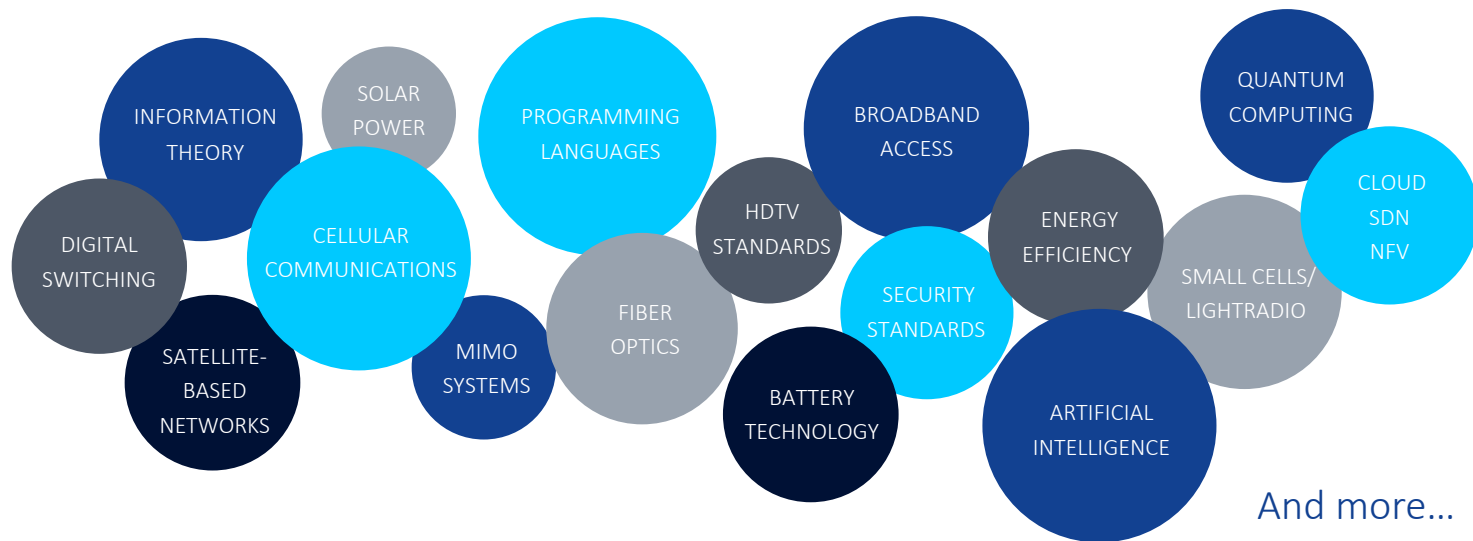 INFORMATION
THEORY
SOLAR
POWER
PROGRAMMING
LANGUAGES
BROADBAND
ACCESS
QUANTUM
COMPUTING
DIGITAL
SWITCHING
CELLULAR
COMMUNICATIONS
HDTV
STANDARDS
ENERGY
EFFICIENCY
CLOUD
SDN
NFV
SATELLITE-
BASED
NETWORKS
MIMO
SYSTEMS
FIBER
OPTICS
SECURITY
STANDARDS
SMALL CELLS/
LIGHTRADIO
BATTERY
TECHNOLOGY
ARTIFICIAL
INTELLIGENCE
And more...